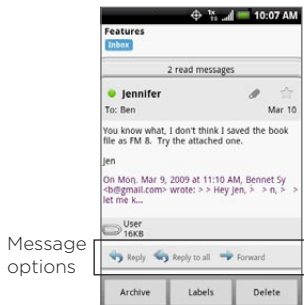 10:07 AM
Features
Inbox
2 read messages
Jennifer
To: Ben Mar 10
You know what, I don't think I saved the book
file as FM 8. Try the attached one.
Jen
On Mon, Mar 9, 2009 at 11:10 AM, Bennet Sy
<b@gmail.com> wrote: > > Hey Jen, > > n, > >
let me k...
User
16KB
Message
options
Reply Reply to all Forward
Archive Labels Delete